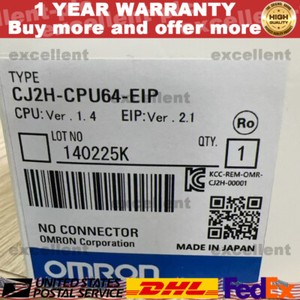 1 YEAR WARRANTY
Buy more and offer more
excellent
excellent
TYPE
CJ2H-CPU64-EIP
CPU:Ver. 1.4 EIP:Ver. 2.1
LOT NO
140225K
Ro
QTY.
1
KCC-REM-OMR-
CJ2H-00001
NO CONNECTOR
OMRON Corporation
MADE IN JAPAN
OMRON
UNITED STATES
POSTAL SERVICE
DHL
FedEx